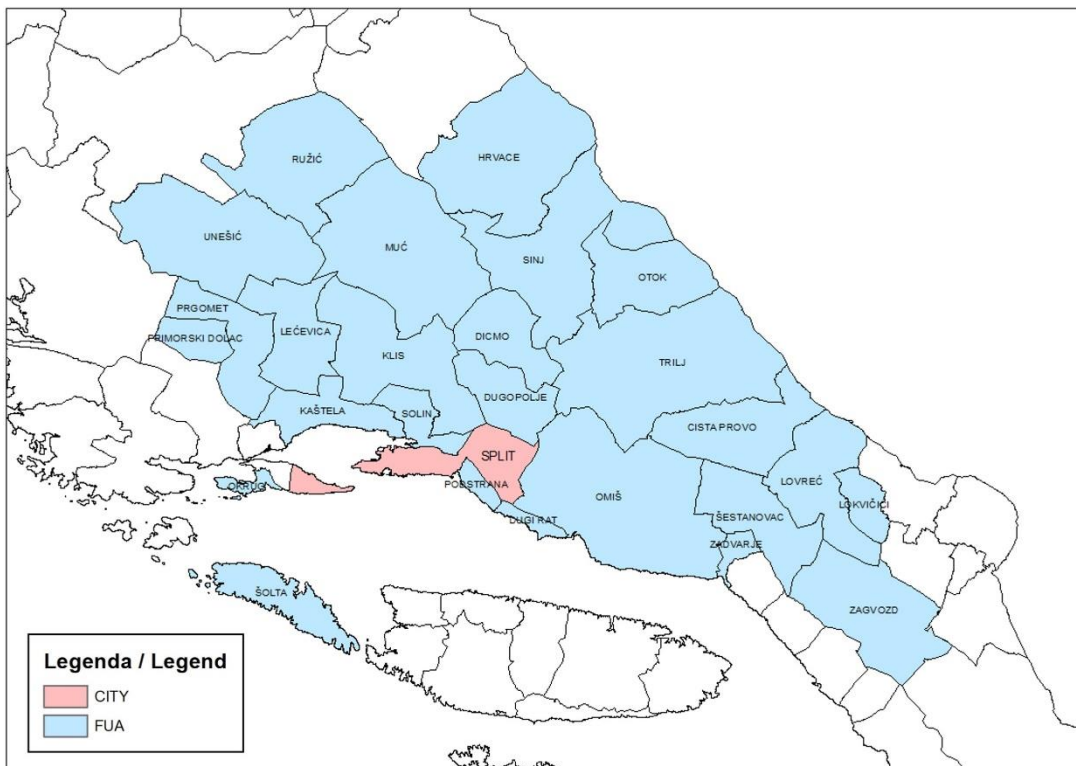 RUŽIĆ
HRVACE
UNEŠIĆ
MUĆ
SINJ
OTOK
PRGOMET
PRIMORSKI DOLAC
LEĆEVICA
KLIS
DICMO
TRILJ
DUGOPOLJE
KAŠTELA
SOLIN
CISTA PROVO
SPLIT
OKRUG
PODSTRANA
OMIŠ
LOVREĆ
LOKVIČIĆI
DUGI RAT
ŠESTANOVAC
ZADVARJE
ŠOLTA
ZAGVOZD
Legenda / Legend
CITY
FUA